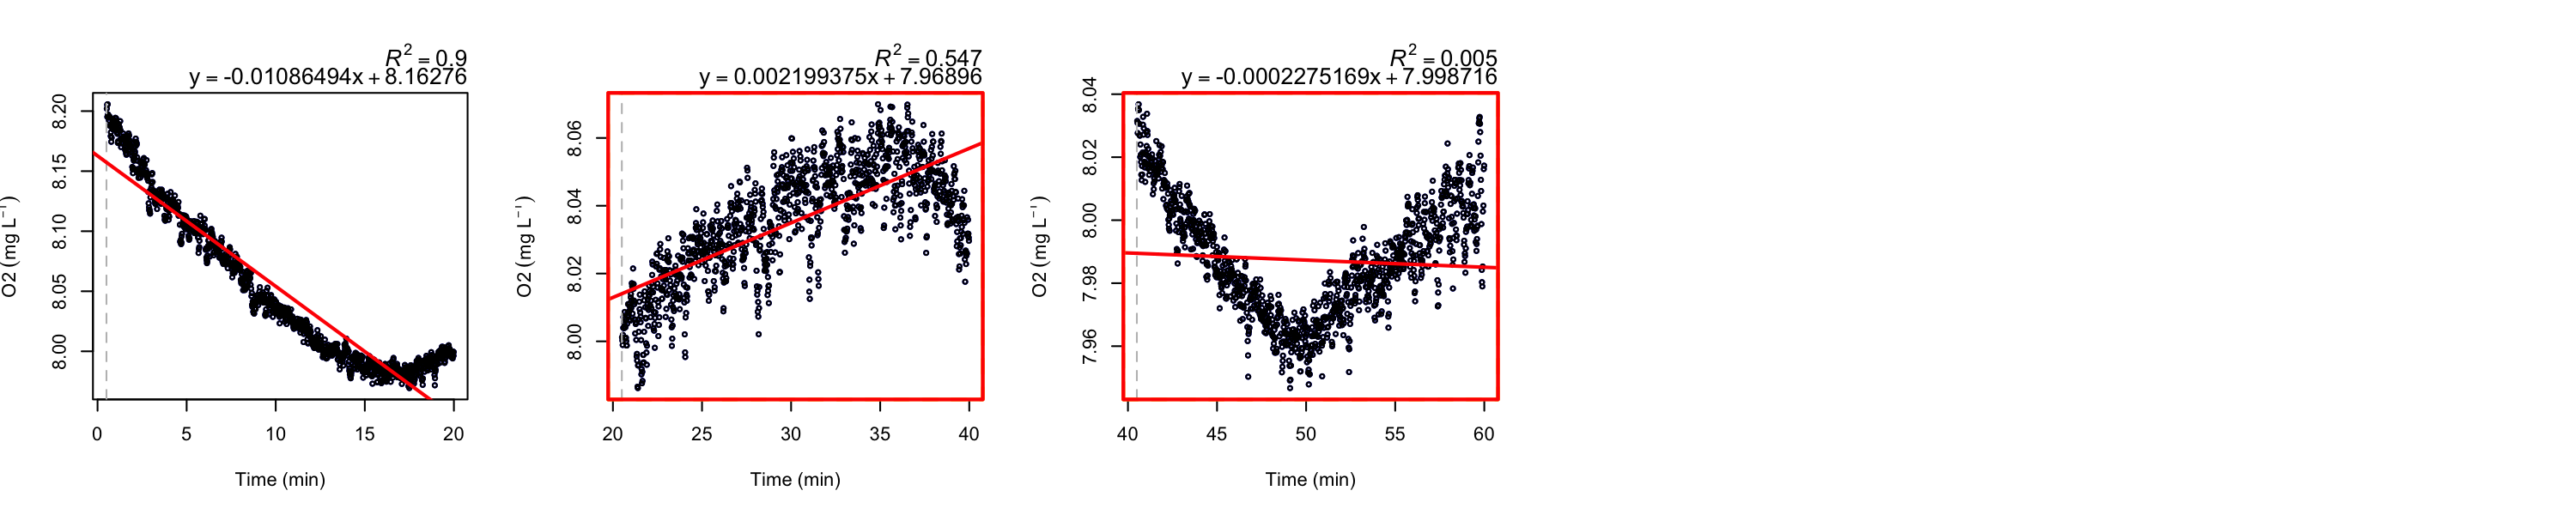 R² = 0.9
y = -0.01086494x + 8.16276
O2 (mg L⁻¹)
8.20
8.15
8.10
8.05
8.00
0 5 10 15 20
Time (min)
R² = 0.547
y = 0.002199375x + 7.96896
O2 (mg L⁻¹)
8.06
8.04
8.02
8.00
20 25 30 35 40
Time (min)
R² = 0.005
y = -0.0002275169x + 7.998716
O2 (mg L⁻¹)
8.04
8.02
8.00
7.98
7.96
40 45 50 55 60
Time (min)